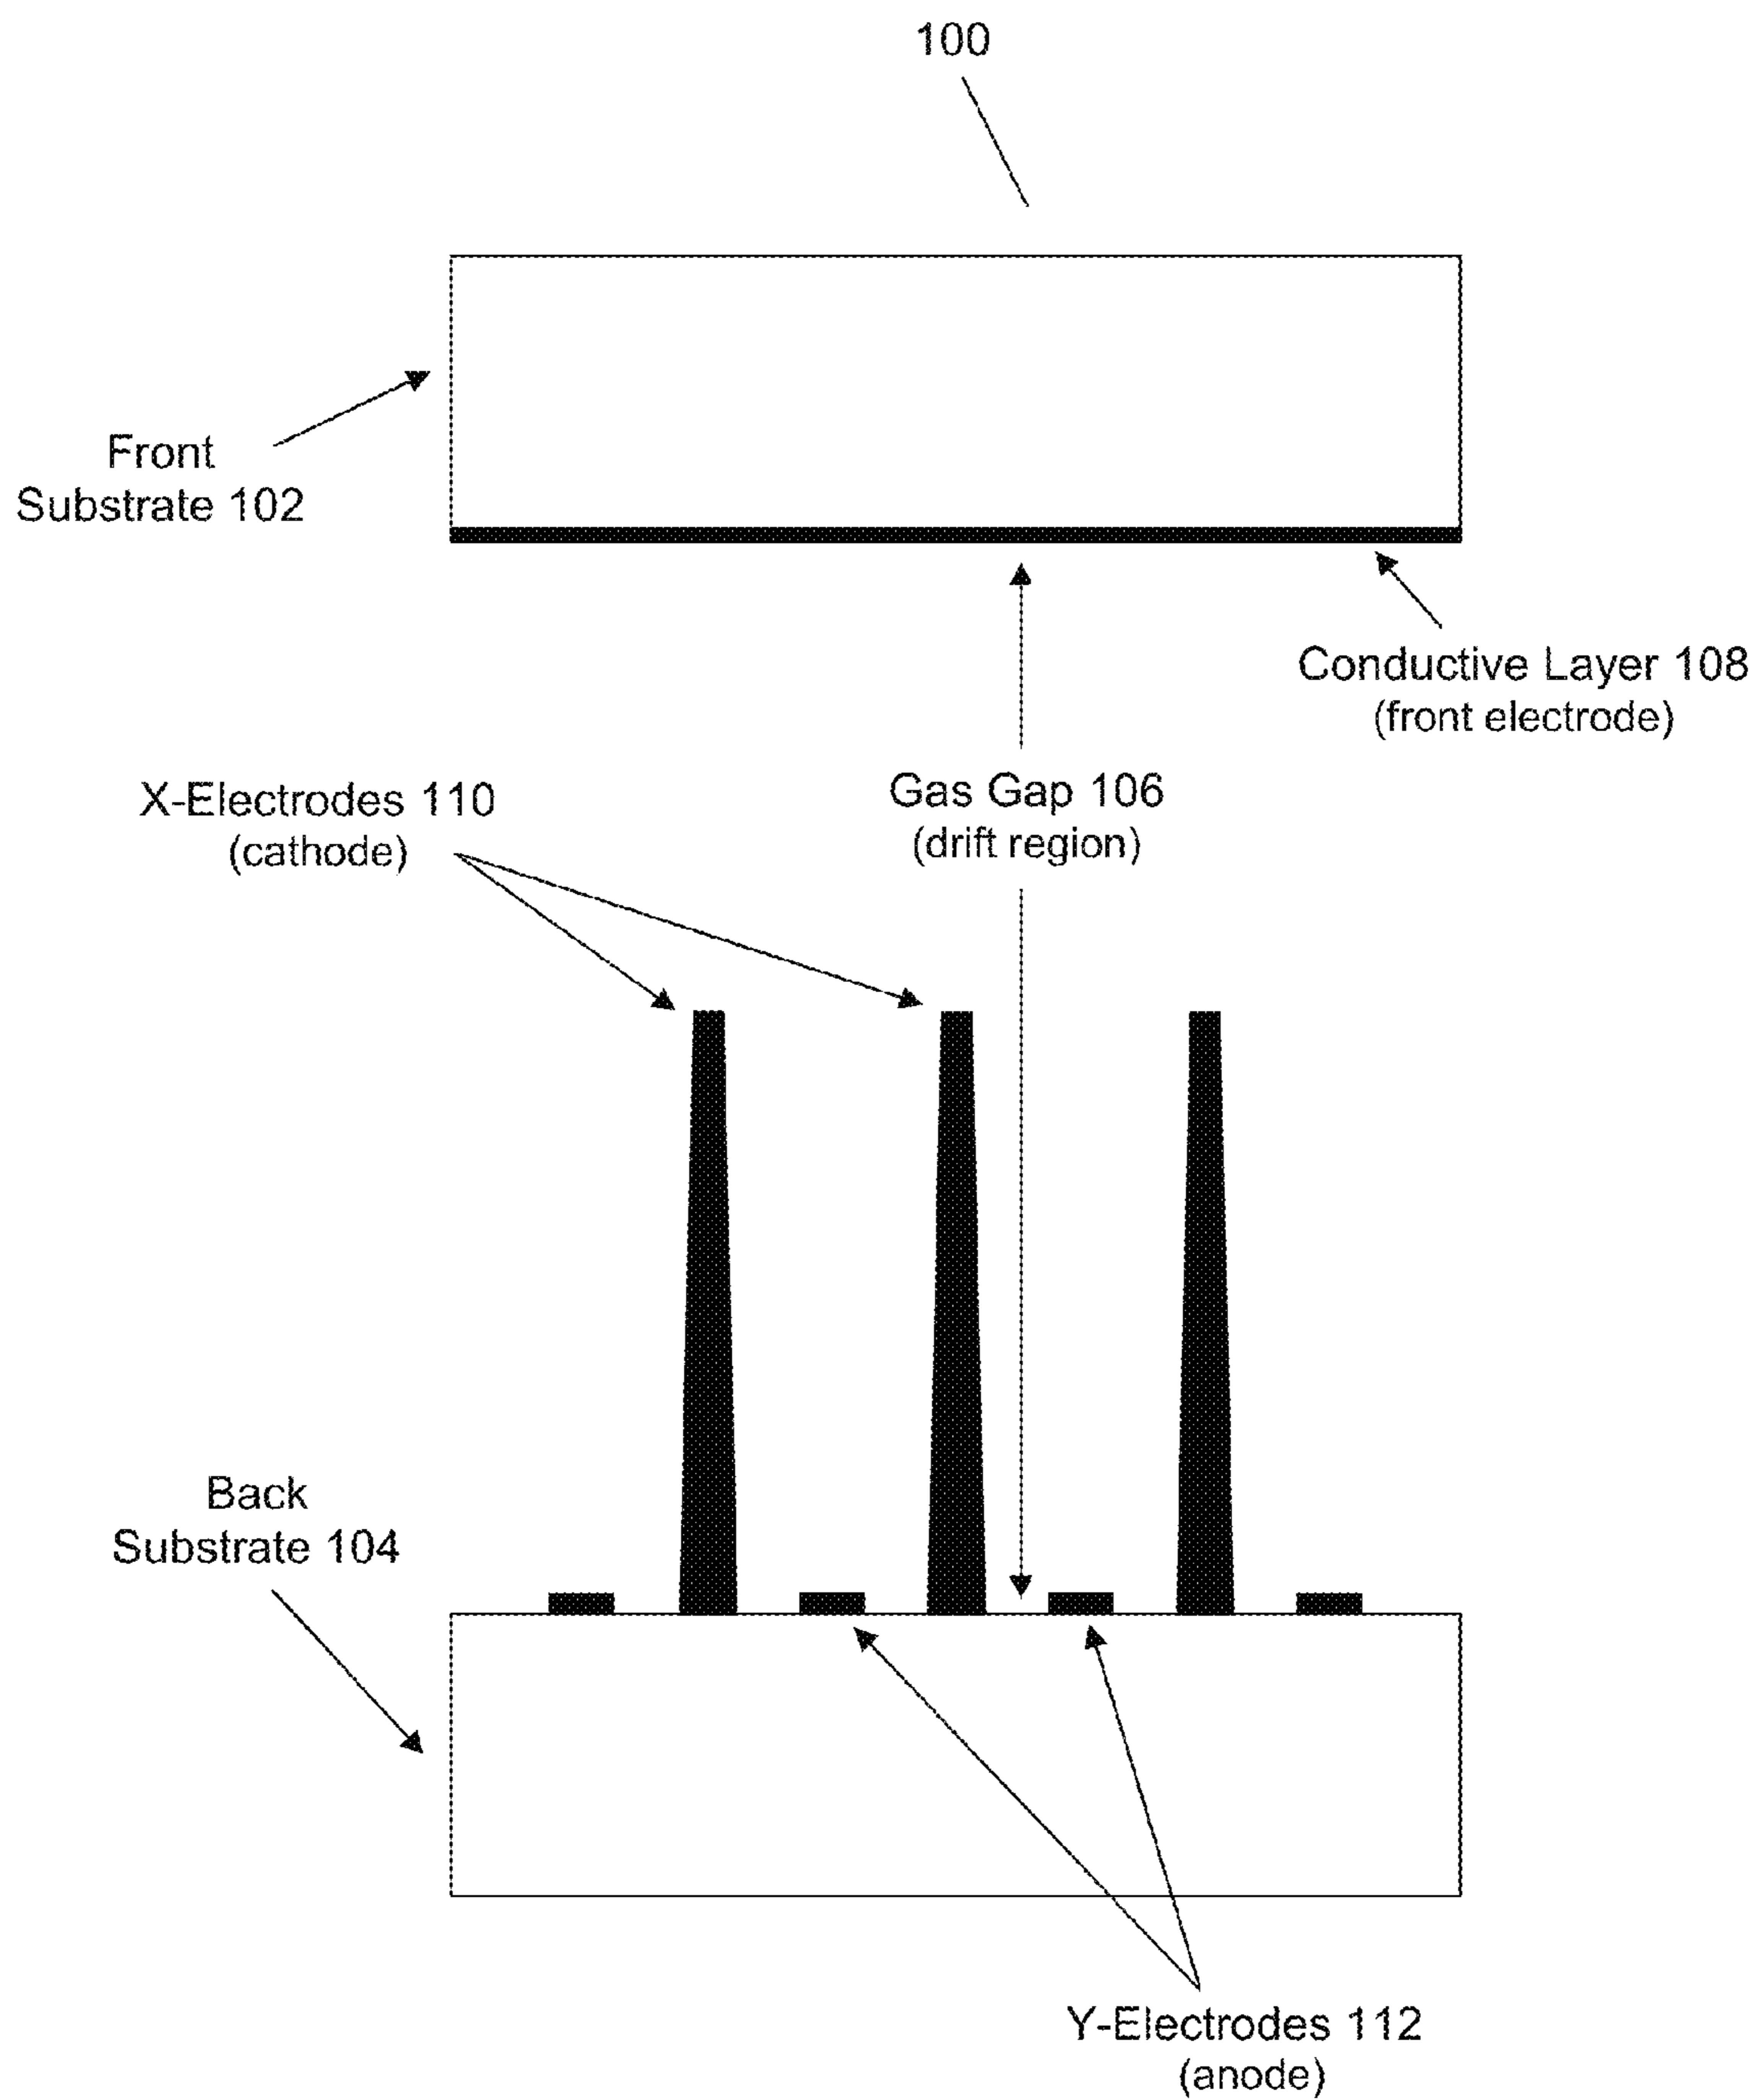 100
Front
Substrate 102
Conductive Layer 108
(front electrode)
X-Electrodes 110
(cathode)
Gas Gap 106
(drift region)
Back
Substrate 104
Y-Electrodes 112
(anode)